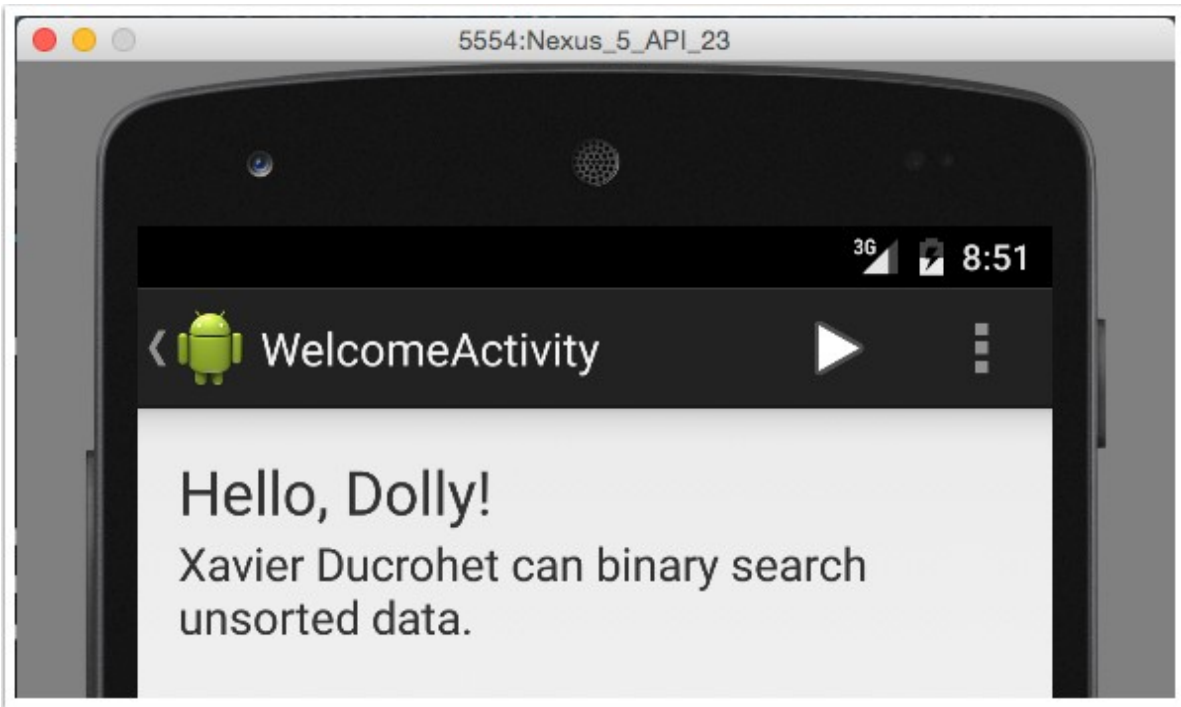 5554:Nexus_5_API_23
3G 8:51
WelcomeActivity
Hello, Dolly!
Xavier Ducrohet can binary search
unsorted data.